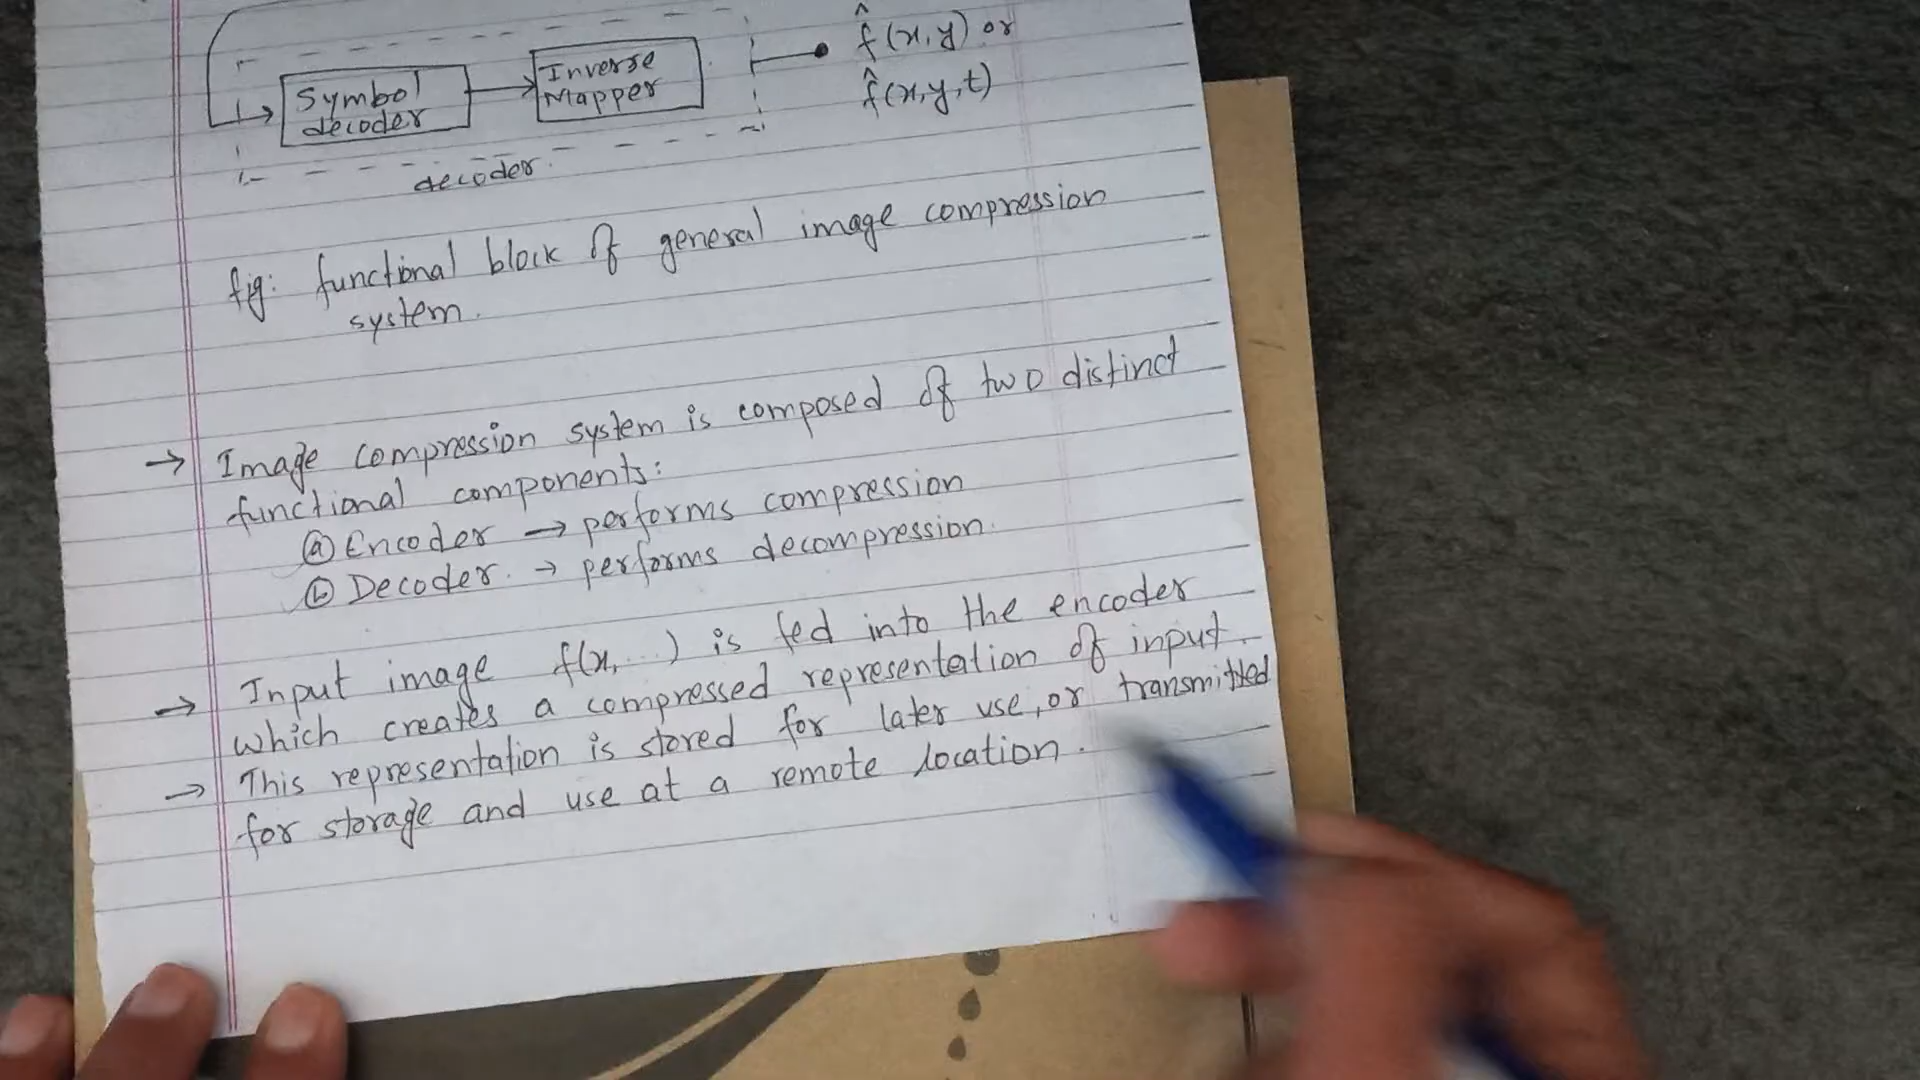 f̂(x,y) or
Symbol
decoder
Inverse
Mapper
f̂(x,y,t)
decoder.
fig: functional block of general image compression
system.
→ Image compression system is composed of two distinct
functional components:
ⓐ Encoder → performs compression
ⓑ Decoder. → performs decompression.
→ Input image f(x,...) is fed into the encoder
which creates a compressed representation of input.
→ This representation is stored for later use, or transmitted
for storage and use at a remote location.